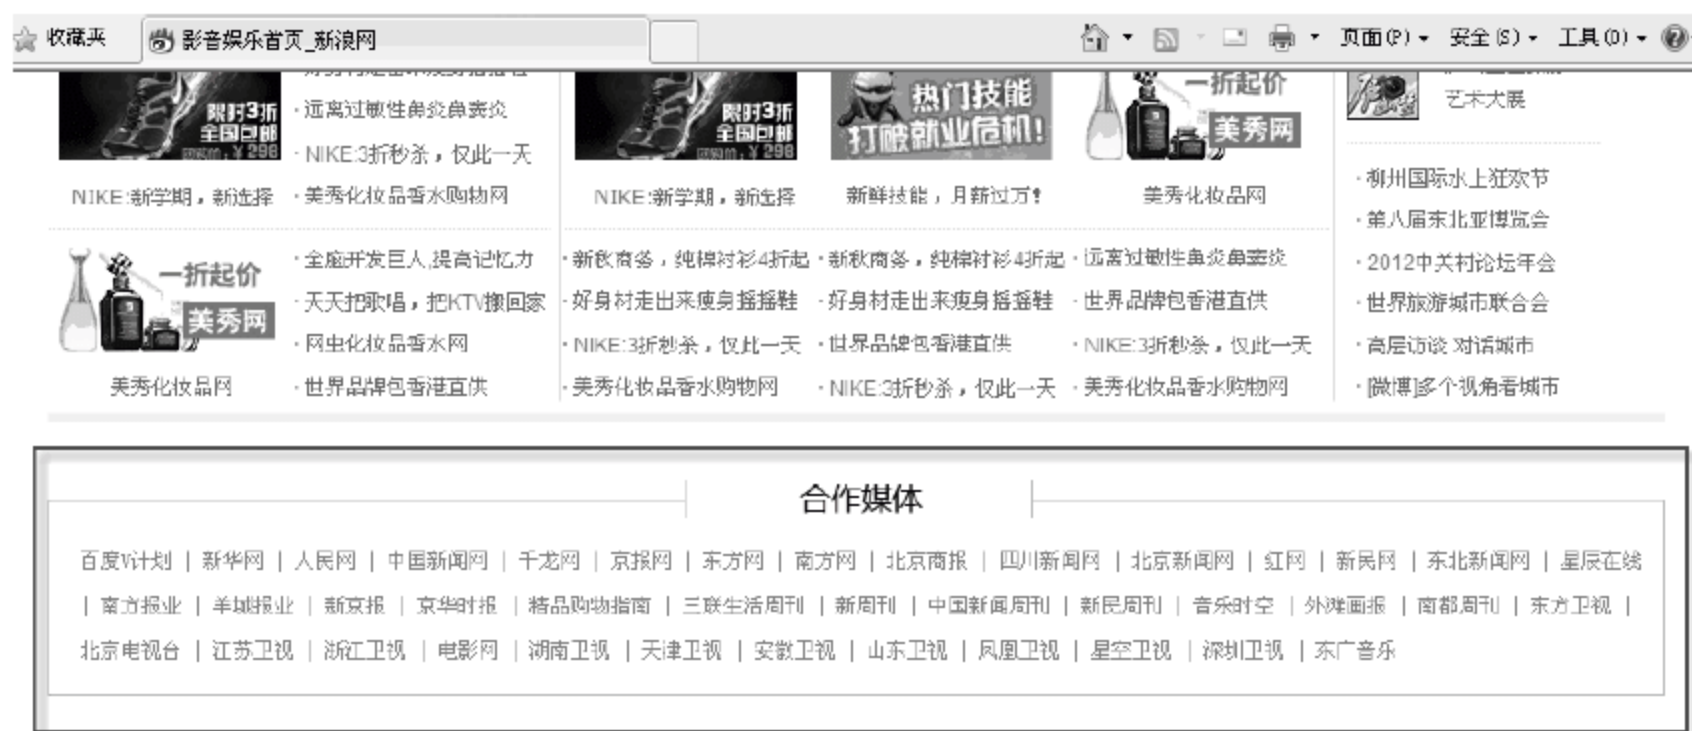 收藏夹 影音娱乐首页_新浪网 页面(P) 安全(S) 工具(O)
限时3折
全国包邮
NIKE:新学期，新选择
· 远离过敏性鼻炎鼻塞炎
· NIKE:3折秒杀，仅此一天
· 美秀化妆品香水购物网
限时3折
全国包邮
NIKE:新学期，新选择
热门技能
打破就业危机!
新鲜技能，月薪过万!
一折起价
美秀网
美秀化妆品网
艺术大展
· 柳州国际水上狂欢节
· 第八届东北亚博览会
· 2012中关村论坛年会
· 世界旅游城市联合会
· 高层访谈 对话城市
· [微博]多个视角看城市
一折起价
美秀网
美秀化妆品网
· 全脑开发巨人,提高记忆力
· 天天把歌唱，把KTV搬回家
· 网虫化妆品香水网
· 世界品牌包香港直供
· 新秋商务，纯棉衬衫4折起
· 好身材走出来瘦身摇摇鞋
· NIKE:3折秒杀，仅此一天
· 美秀化妆品香水购物网
· 新秋商务，纯棉衬衫4折起
· 好身材走出来瘦身摇摇鞋
· 世界品牌包香港直供
· NIKE:3折秒杀，仅此一天
· 远离过敏性鼻炎鼻塞炎
· 世界品牌包香港直供
· NIKE:3折秒杀，仅此一天
· 美秀化妆品香水购物网
合作媒体
百度V计划 | 新华网 | 人民网 | 中国新闻网 | 千龙网 | 京报网 | 东方网 | 南方网 | 北京商报 | 四川新闻网 | 北京新闻网 | 红网 | 新民网 | 东北新闻网 | 星辰在线
| 南方报业 | 羊城报业 | 新京报 | 京华时报 | 精品购物指南 | 三联生活周刊 | 新周刊 | 中国新闻周刊 | 新民周刊 | 音乐时空 | 外滩画报 | 南都周刊 | 东方卫视 |
北京电视台 | 江苏卫视 | 浙江卫视 | 电影网 | 湖南卫视 | 天津卫视 | 安徽卫视 | 山东卫视 | 凤凰卫视 | 星空卫视 | 深圳卫视 | 东广音乐